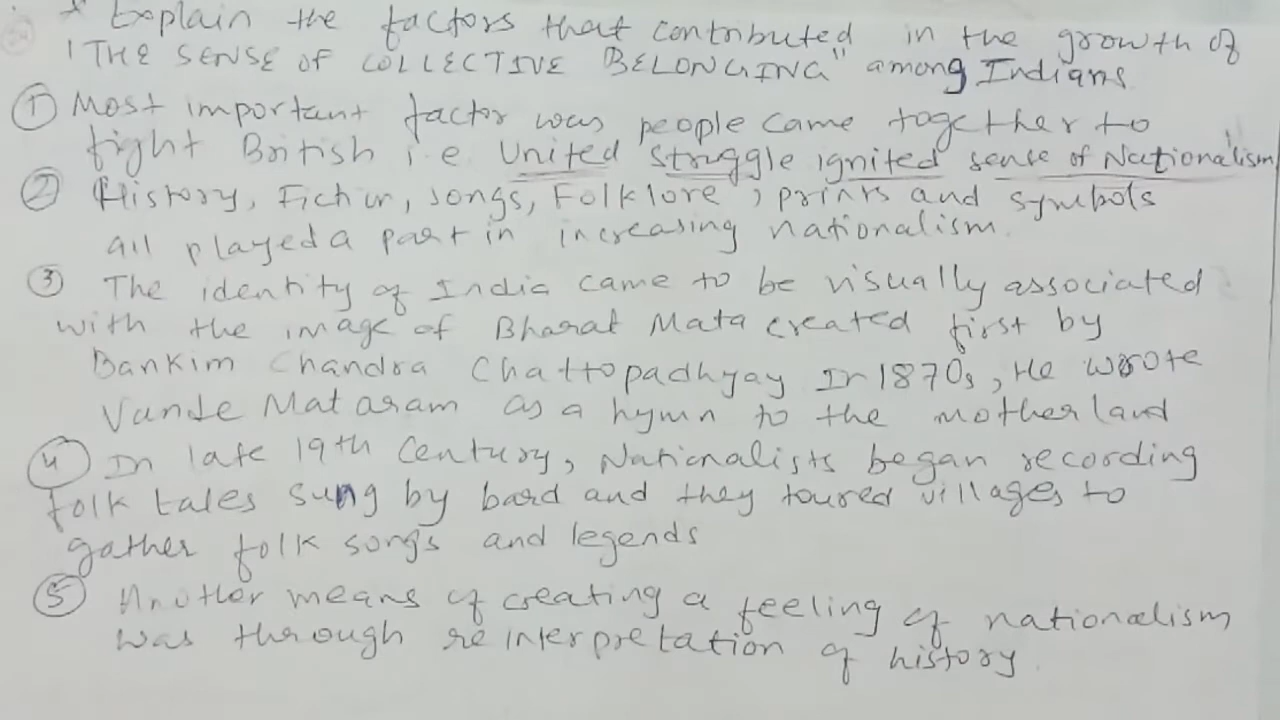 * Explain the factors that contributed in the growth of
'THE SENSE OF COLLECTIVE BELONGING" among Indians
① Most important factor was people came together to
fight British i.e. United struggle ignited sense of Nationalism"
② History, Fiction, songs, Folklore, prints and symbols
all played a part in increasing nationalism.
③ The identity of India came to be visually associated
with the image of Bharat Mata created first by
Bankim Chandra Chattopadhyay In 1870s, He wrote
Vande Mataram as a hymn to the motherland
④ In late 19th Century, Nationalists began recording
folk tales sung by bard and they toured villages to
gather folk songs and legends
⑤ Another means of creating a feeling of nationalism
was through reinterpretation of history.